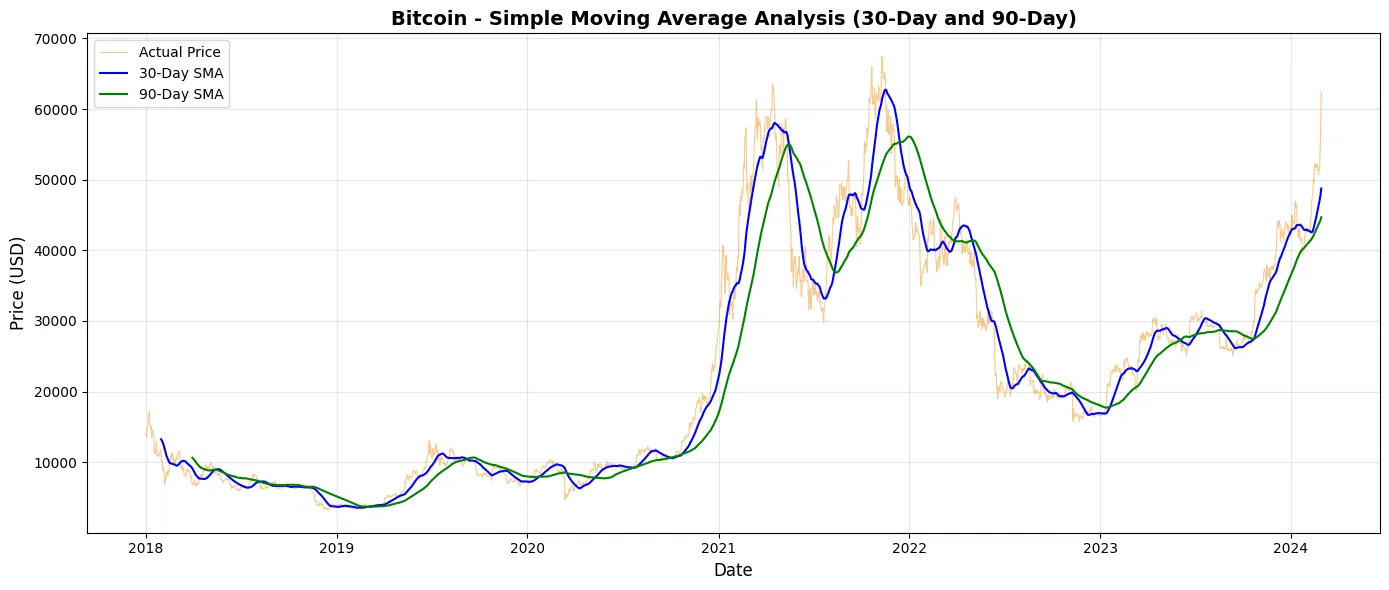 Bitcoin - Simple Moving Average Analysis (30-Day and 90-Day)
Actual Price
30-Day SMA
90-Day SMA
Price (USD)
70000
60000
50000
40000
30000
20000
10000
2018
2019
2020
2021
2022
2023
2024
Date